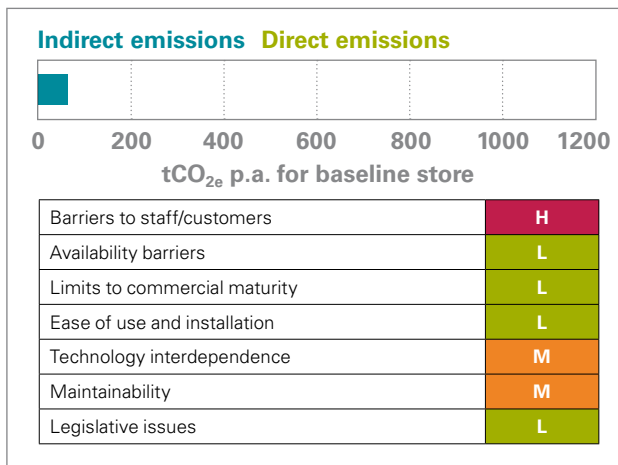 Indirect emissions Direct emissions
0 200 400 600 800 1000 1200
tCO2e p.a. for baseline store
Barriers to staff/customers H
Availability barriers L
Limits to commercial maturity L
Ease of use and installation L
Technology interdependence M
Maintainability M
Legislative issues L